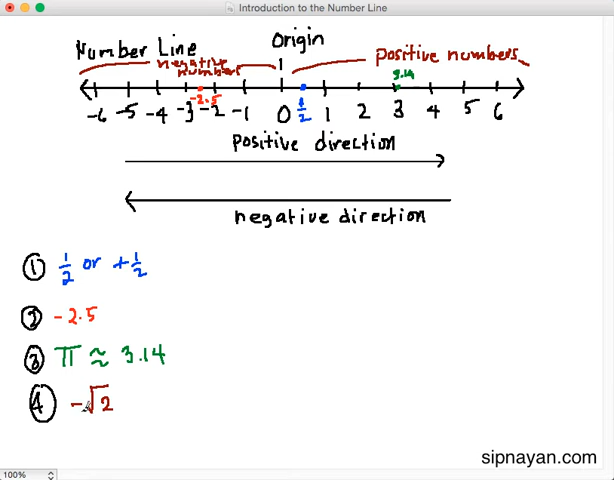 Introduction to the Number Line
Number Line
origin
negative numbers
positive numbers
3.14
-2.5
-6 -5 -4 -3 -2 -1 0 1/2 1 2 3 4 5 6
positive direction
negative direction
① 1/2 or +1/2
② -2.5
③ π ≈ 3.14
④ -√2
sipnayan.com
100%